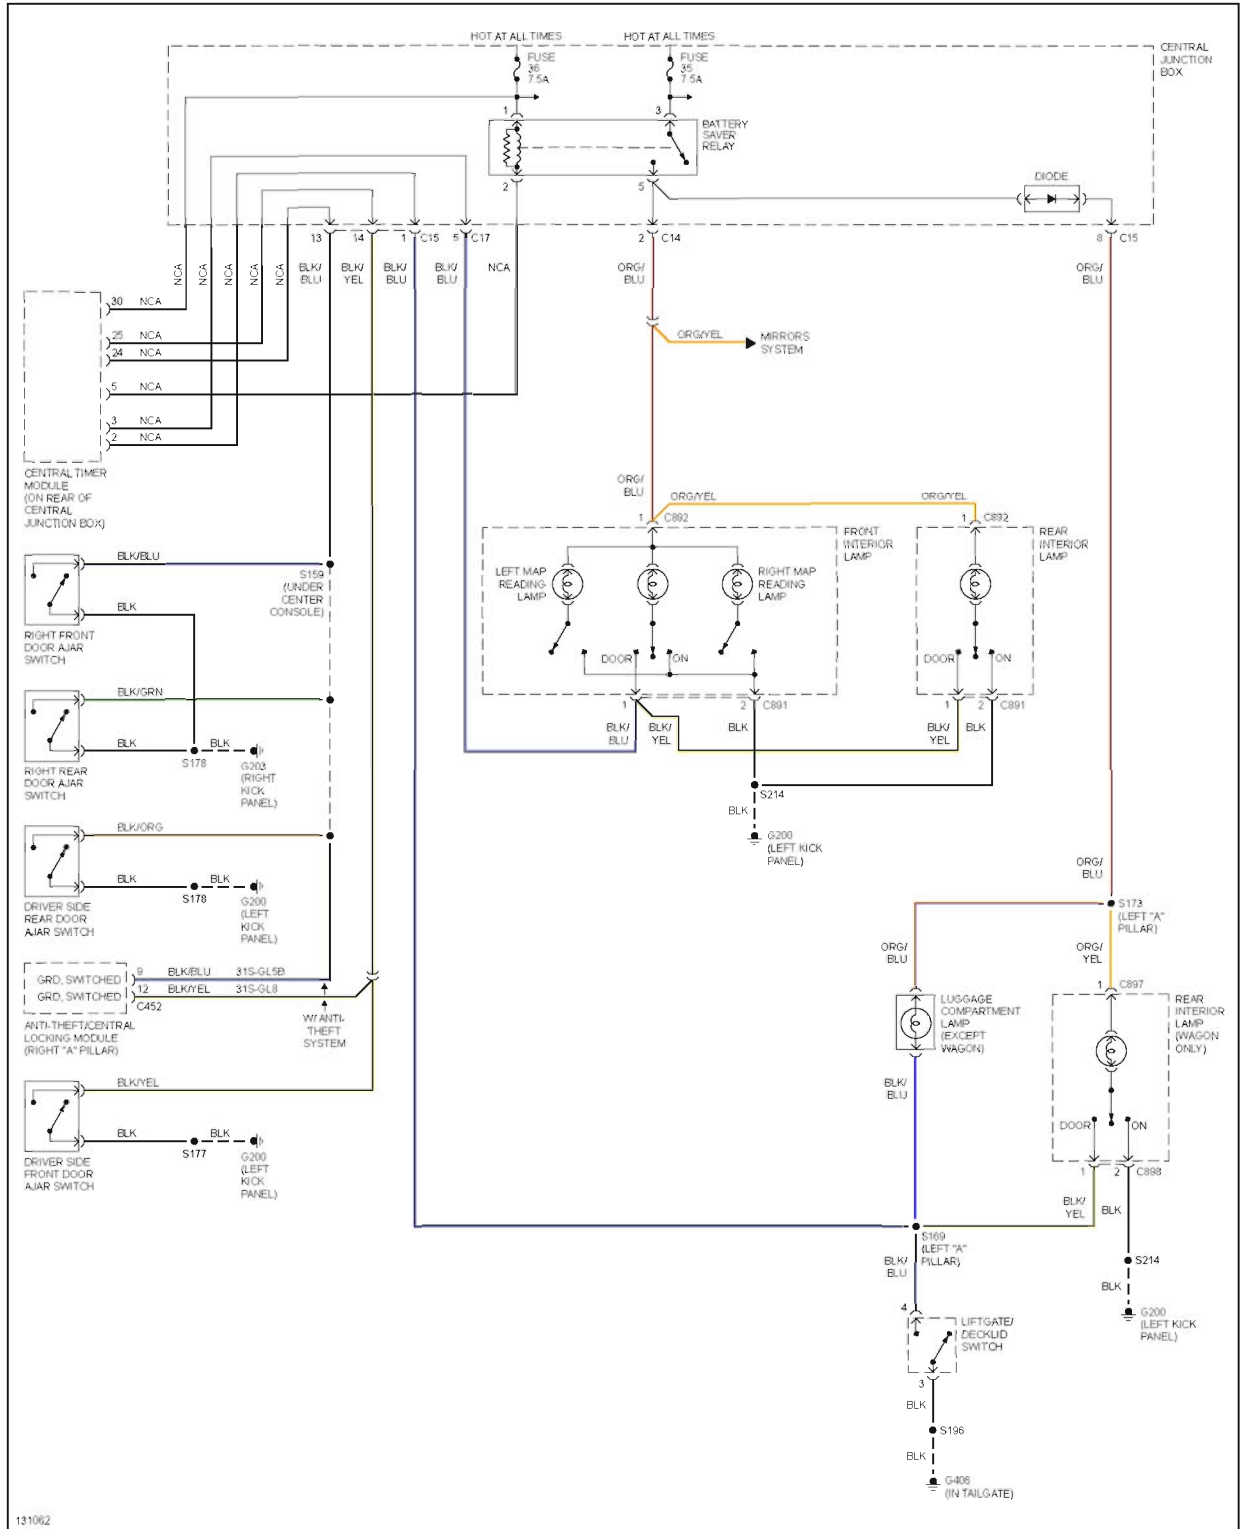 HOT AT ALL TIMES
HOT AT ALL TIMES
CENTRAL
JUNCTION
BOX
FUSE
36
7.5A
FUSE
35
7.5A
1
3
BATTERY
SAVER
RELAY
2
5
DIODE
13
14
1
C15
5
C17
2
C14
8
C15
NCA
NCA
NCA
NCA
NCA
BLK/
BLU
BLK/
YEL
BLK/
BLU
BLK/
BLU
NCA
ORG/
BLU
ORG/
BLU
30
NCA
25
NCA
24
NCA
5
NCA
3
NCA
2
NCA
ORG/YEL
MIRRORS
SYSTEM
CENTRAL TIMER
MODULE
(ON REAR OF
CENTRAL
JUNCTION BOX)
ORG/
BLU
ORG/YEL
ORG/YEL
1
C892
1
C892
FRONT
INTERIOR
LAMP
REAR
INTERIOR
LAMP
LEFT MAP
READING
LAMP
RIGHT MAP
READING
LAMP
DOOR
ON
DOOR
ON
1
2
C891
1
2
C891
BLK/
BLU
BLK/
YEL
BLK
BLK/
YEL
BLK
S214
BLK
G200
(LEFT KICK
PANEL)
BLK/BLU
S159
(UNDER
CENTER
CONSOLE)
BLK
RIGHT FRONT
DOOR AJAR
SWITCH
BLK/GRN
BLK
S178
BLK
G203
(RIGHT
KICK
PANEL)
RIGHT REAR
DOOR AJAR
SWITCH
BLK/ORG
BLK
S178
BLK
G200
(LEFT
KICK
PANEL)
DRIVER SIDE
REAR DOOR
AJAR SWITCH
GRD, SWITCHED
9
BLK/BLU
31S-GL5B
GRD, SWITCHED
12
BLK/YEL
31S-GL8
C452
ANTI-THEFT/CENTRAL
LOCKING MODULE
(RIGHT "A" PILLAR)
W/ ANTI-
THEFT
SYSTEM
BLK/YEL
BLK
S177
BLK
G200
(LEFT
KICK
PANEL)
DRIVER SIDE
FRONT DOOR
AJAR SWITCH
ORG/
BLU
S173
(LEFT "A"
PILLAR)
ORG/
BLU
ORG/
YEL
LUGGAGE
COMPARTMENT
LAMP
(EXCEPT
WAGON)
1
C897
REAR
INTERIOR
LAMP
(WAGON
ONLY)
BLK/
BLU
DOOR
ON
1
2
C898
BLK/
YEL
BLK
S169
(LEFT "A"
PILLAR)
BLK/
BLU
S214
BLK
G200
(LEFT KICK
PANEL)
4
LIFTGATE/
DECKLID
SWITCH
3
BLK
S196
BLK
G406
(IN TAILGATE)
131062